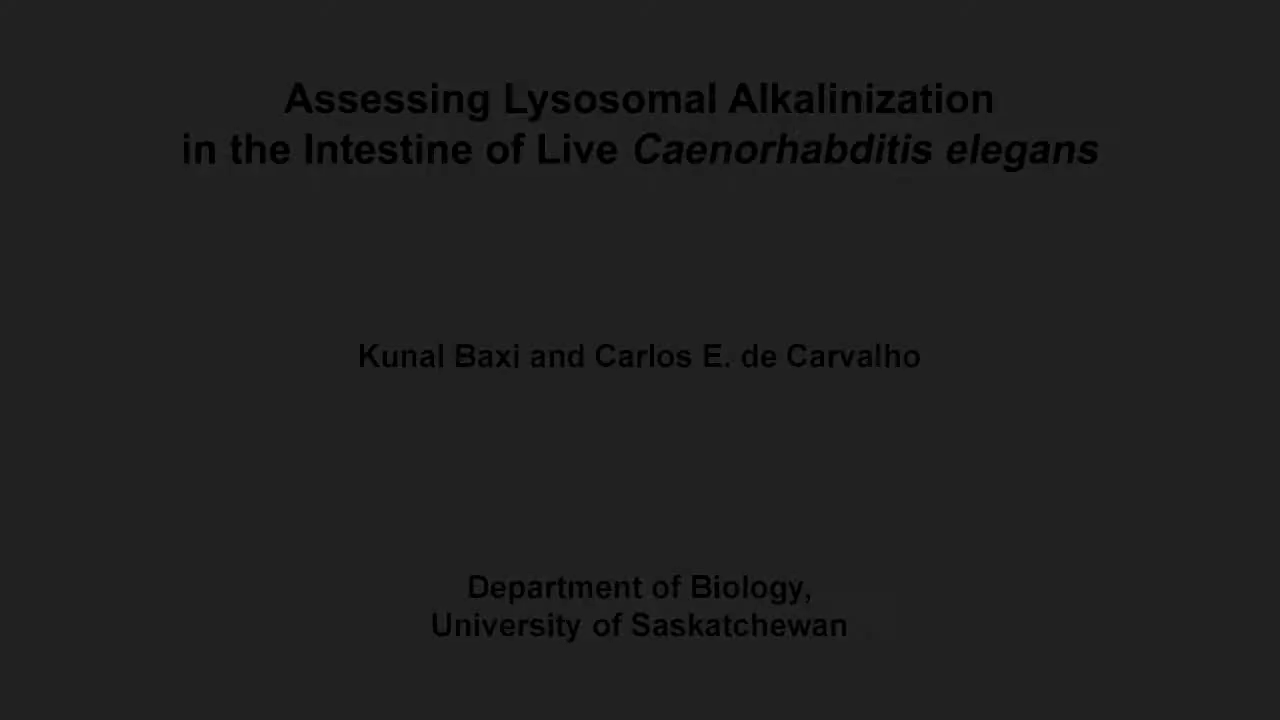 Assessing Lysosomal Alkalinization
in the Intestine of Live Caenorhabditis elegans
Kunal Baxi and Carlos E. de Carvalho
Department of Biology,
University of Saskatchewan